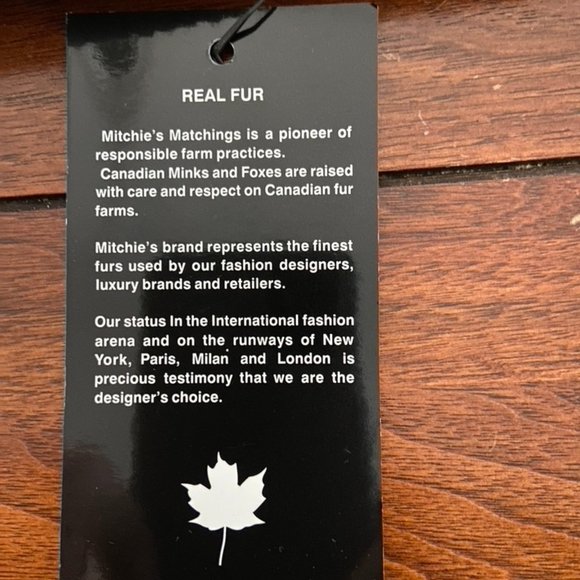 REAL FUR
Mitchie's Matchings is a pioneer of
responsible farm practices.
Canadian Minks and Foxes are raised
with care and respect on Canadian fur
farms.
Mitchie's brand represents the finest
furs used by our fashion designers,
luxury brands and retailers.
Our status In the International fashion
arena and on the runways of New
York, Paris, Milan and London is
precious testimony that we are the
designer's choice.